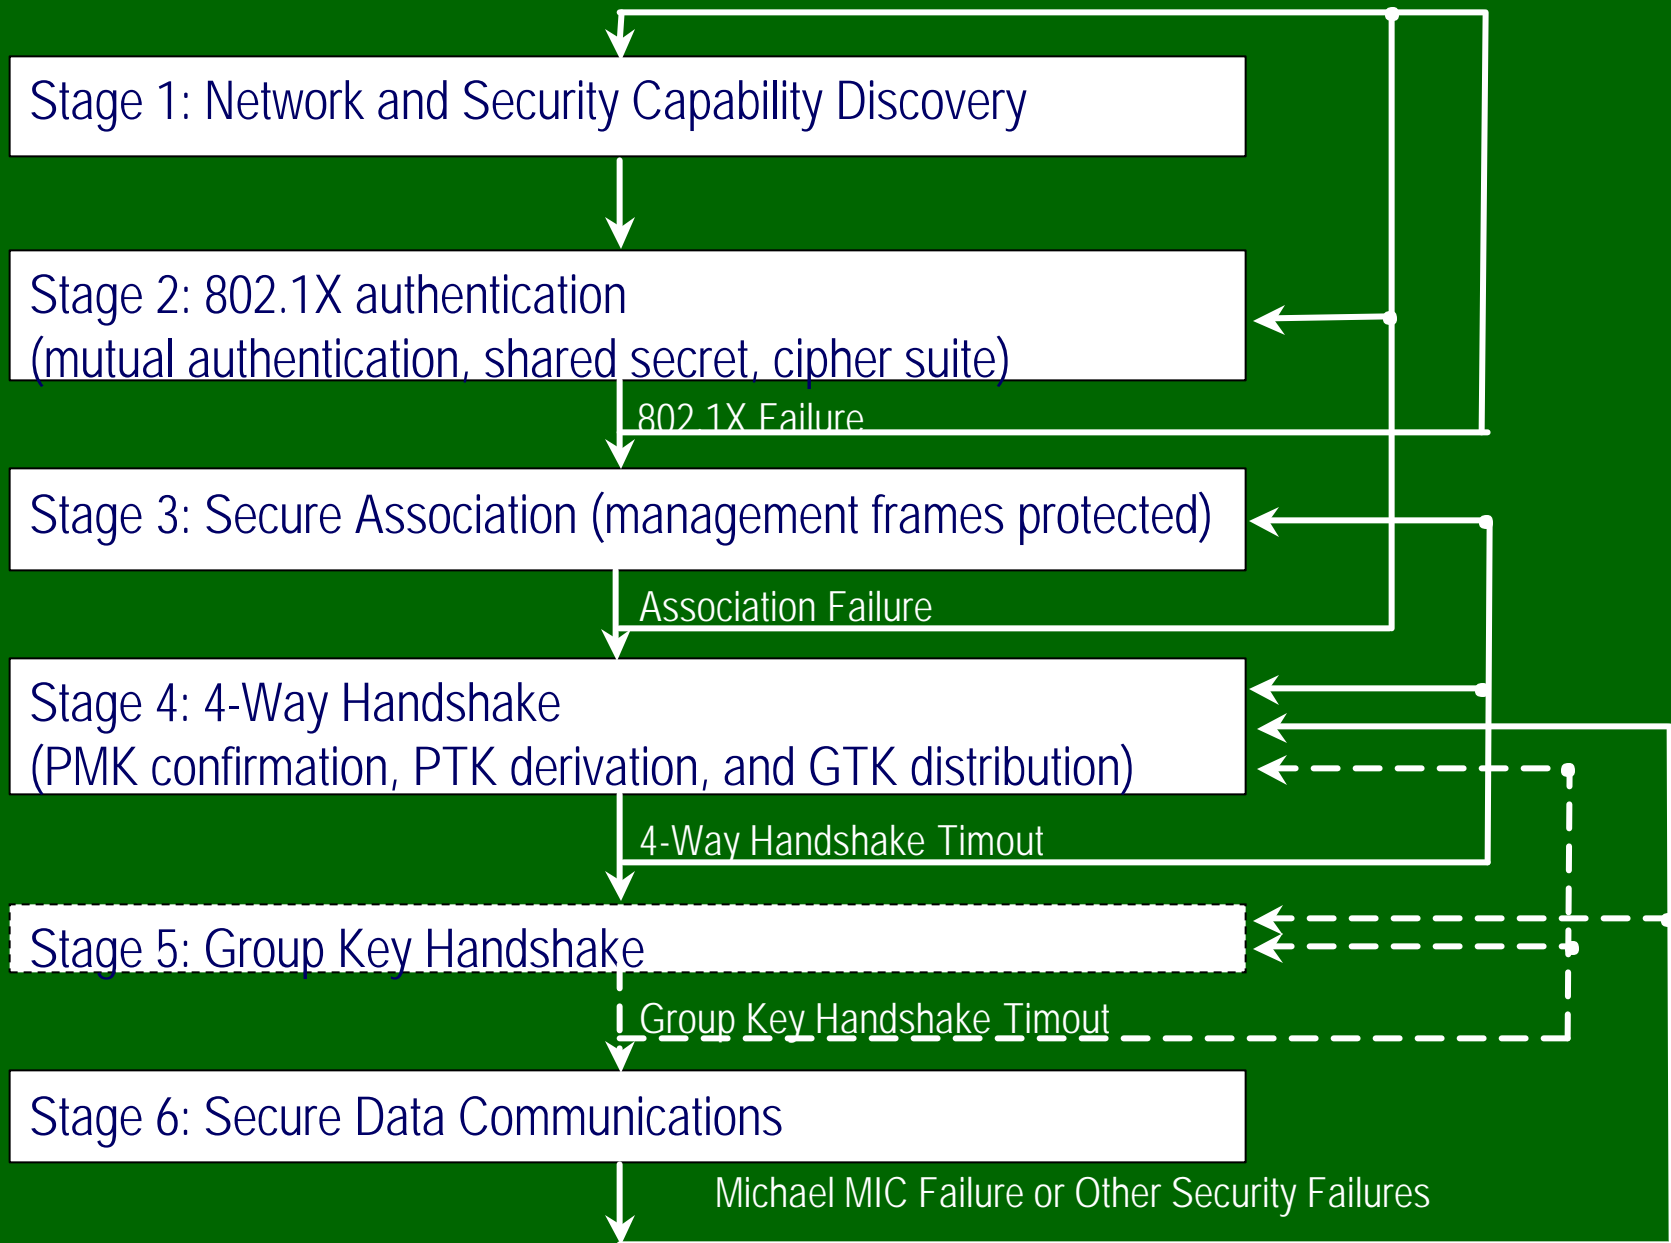 Stage 1: Network and Security Capability Discovery
Stage 2: 802.1X authentication
(mutual authentication, shared secret, cipher suite)
802.1X Failure
Stage 3: Secure Association (management frames protected)
Association Failure
Stage 4: 4-Way Handshake
(PMK confirmation, PTK derivation, and GTK distribution)
4-Way Handshake Timout
Stage 5: Group Key Handshake
Group Key Handshake Timout
Stage 6: Secure Data Communications
Michael MIC Failure or Other Security Failures